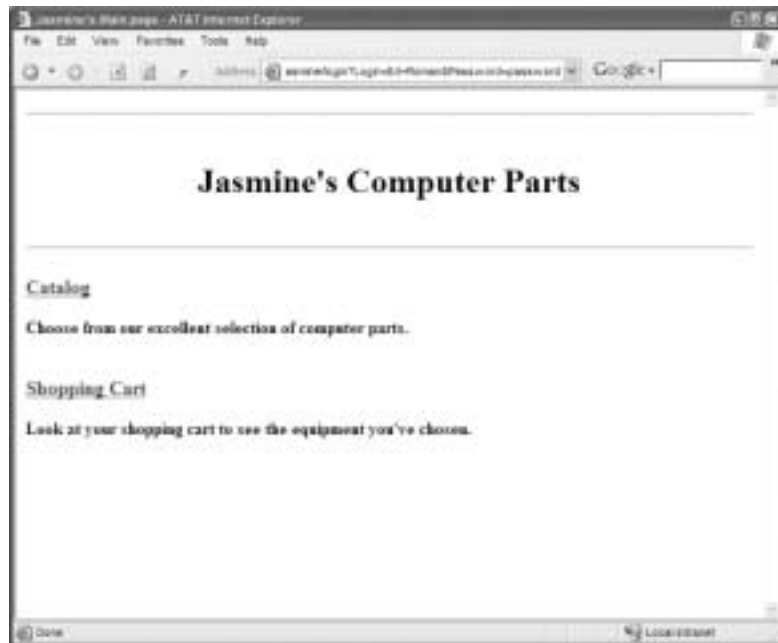 Jasmine's Main page - AT&T Internet Explorer
File Edit View Favorites Tools Help
Address
Google
Jasmine's Computer Parts
Catalog
Choose from our excellent selection of computer parts.
Shopping Cart
Look at your shopping cart to see the equipment you've chosen.
Done
Local intranet